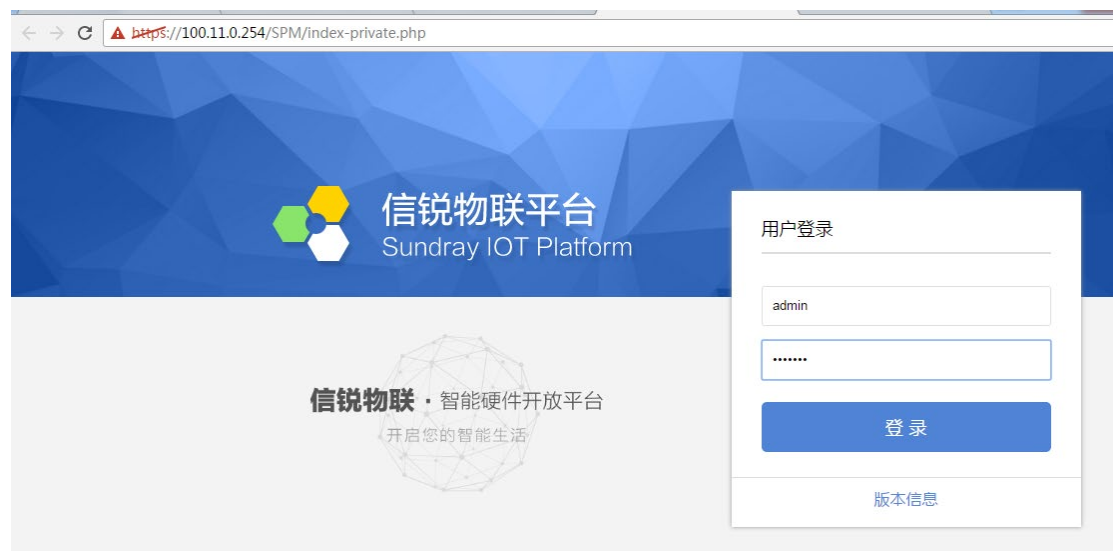 https://100.11.0.254/SPM/index-private.php
信锐物联平台
Sundray IOT Platform
用户登录
admin
•••••••
登 录
版本信息
信锐物联 · 智能硬件开放平台
开启您的智能生活